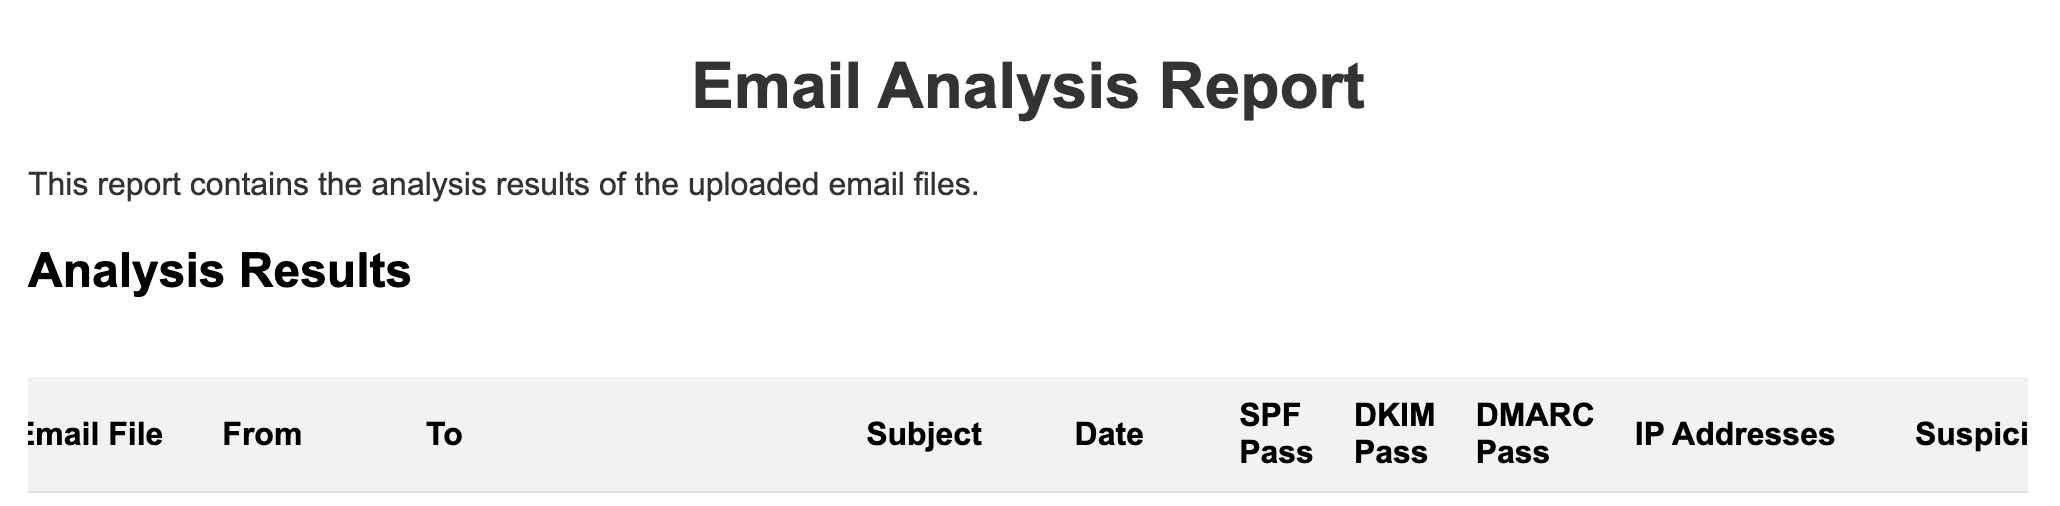 Email Analysis Report
This report contains the analysis results of the uploaded email files.
Analysis Results
Email File From To Subject Date SPF Pass DKIM Pass DMARC Pass IP Addresses Suspici